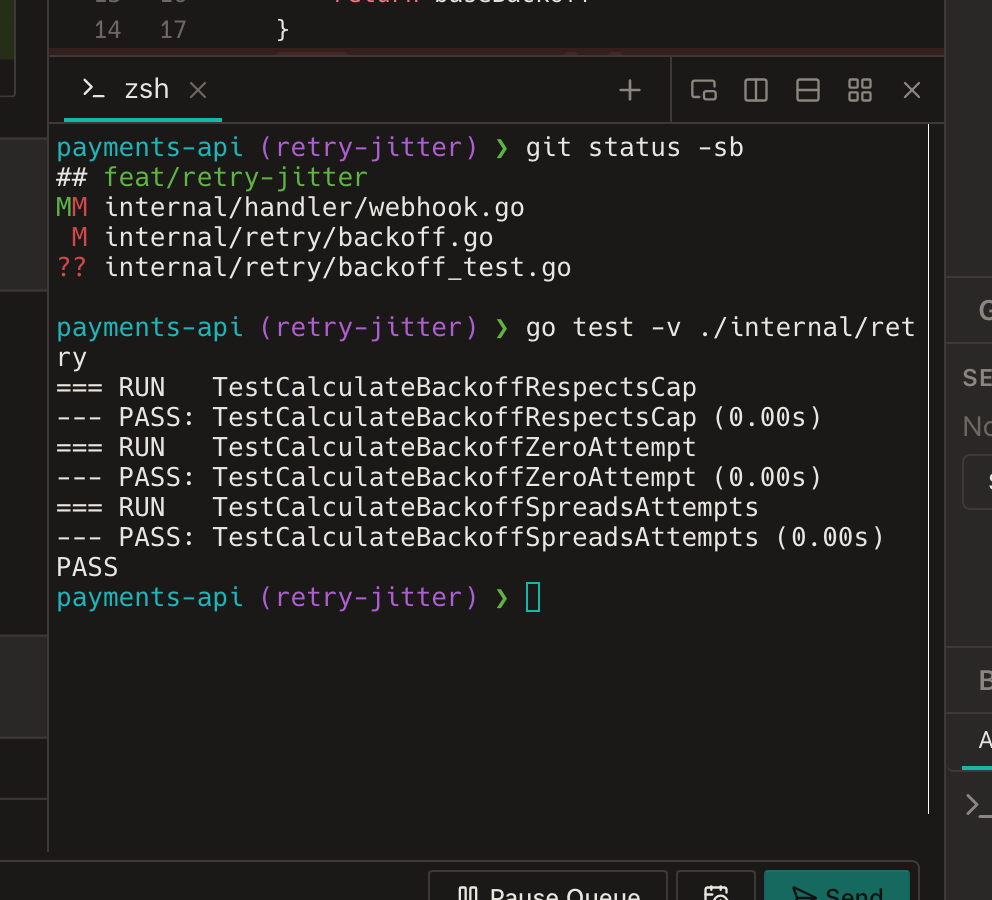 14 17 }
zsh
payments-api (retry-jitter) ❯ git status -sb
## feat/retry-jitter
MM internal/handler/webhook.go
 M internal/retry/backoff.go
?? internal/retry/backoff_test.go
payments-api (retry-jitter) ❯ go test -v ./internal/ret
ry
=== RUN   TestCalculateBackoffRespectsCap
--- PASS: TestCalculateBackoffRespectsCap (0.00s)
=== RUN   TestCalculateBackoffZeroAttempt
--- PASS: TestCalculateBackoffZeroAttempt (0.00s)
=== RUN   TestCalculateBackoffSpreadsAttempts
--- PASS: TestCalculateBackoffSpreadsAttempts (0.00s)
PASS
payments-api (retry-jitter) ❯
Pause Queue
Send